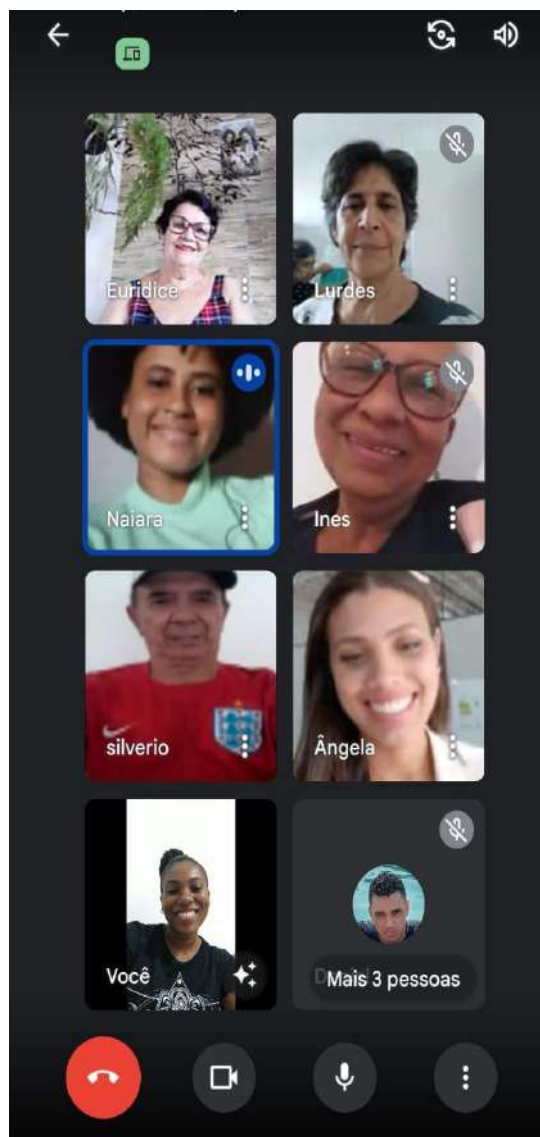 Euridice
Lurdes
Naiara
Ines
silverio
Ângela
Você
Mais 3 pessoas